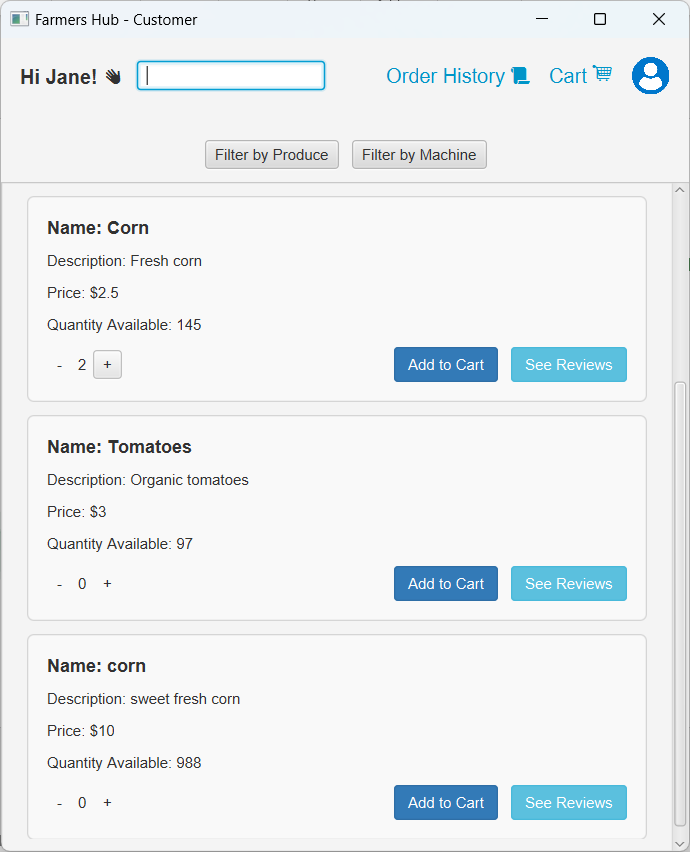 Farmers Hub - Customer
Hi Jane!
Order History
Cart
Filter by Produce
Filter by Machine
Name: Corn
Description: Fresh corn
Price: $2.5
Quantity Available: 145
- 2 +
Add to Cart
See Reviews
Name: Tomatoes
Description: Organic tomatoes
Price: $3
Quantity Available: 97
- 0 +
Add to Cart
See Reviews
Name: corn
Description: sweet fresh corn
Price: $10
Quantity Available: 988
- 0 +
Add to Cart
See Reviews